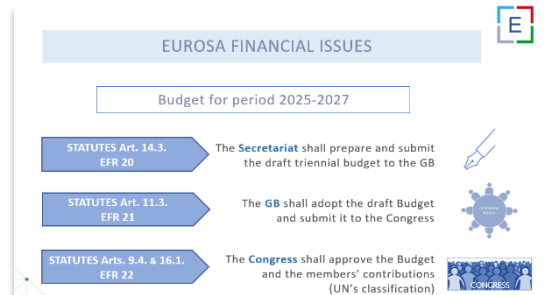 E
EUROSA FINANCIAL ISSUES
Budget for period 2025-2027
STATUTES Art. 14.3.
EFR 20
The Secretariat shall prepare and submit
the draft triennial budget to the GB
STATUTES Art. 11.3.
EFR 21
The GB shall adopt the draft Budget
and submit it to the Congress
STATUTES Arts. 9.4. & 16.1.
EFR 22
The Congress shall approve the Budget
and the members' contributions
(UN's classification)
CONGRESS